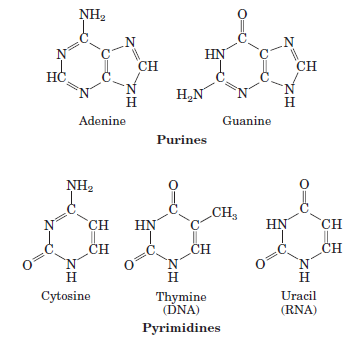 NH₂ O
C N C N
N C HN C
CH CH
HC C C C
N N H₂N N N
H H
Adenine Guanine
Purines
NH₂ O O
C C CH₃ C
N CH HN C HN CH
C CH C CH C CH
O N O N O N
H H H
Cytosine Thymine Uracil
(DNA) (RNA)
Pyrimidines